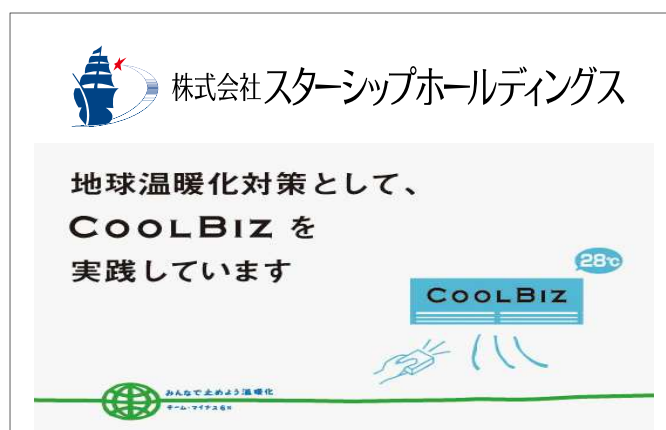 株式会社スターシップホールディングス
地球温暖化対策として、
COOLBIZ を
実践しています
28℃
COOLBIZ
みんなで止めよう温暖化
チーム・マイナス6%